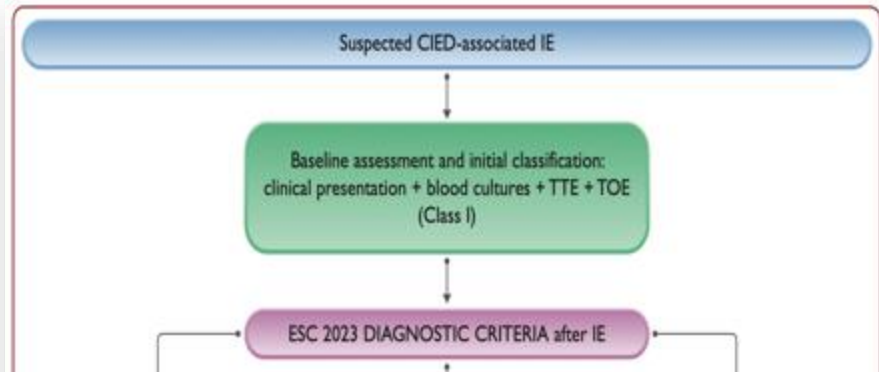 Suspected CIED-associated IE
Baseline assessment and initial classification:
clinical presentation + blood cultures + TTE + TOE
(Class I)
ESC 2023 DIAGNOSTIC CRITERIA after IE